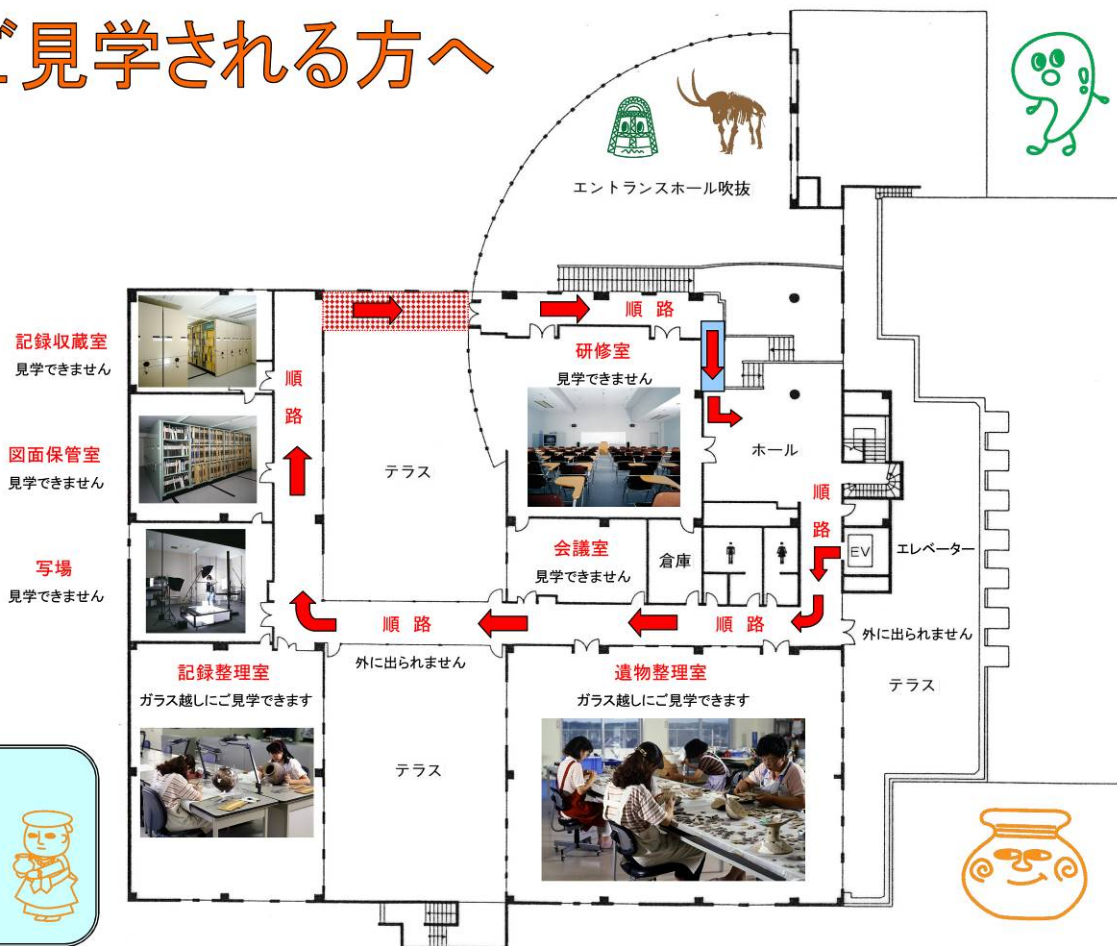 ご見学される方へ
エントランスホール吹抜
順路
記録収蔵室
見学できません
研修室
見学できません
順路
図面保管室
見学できません
テラス
ホール
順路
写場
見学できません
会議室
見学できません
倉庫
EV
エレベーター
順路
順路
外に出られません
外に出られません
記録整理室
ガラス越しにご見学できます
遺物整理室
ガラス越しにご見学できます
テラス
テラス